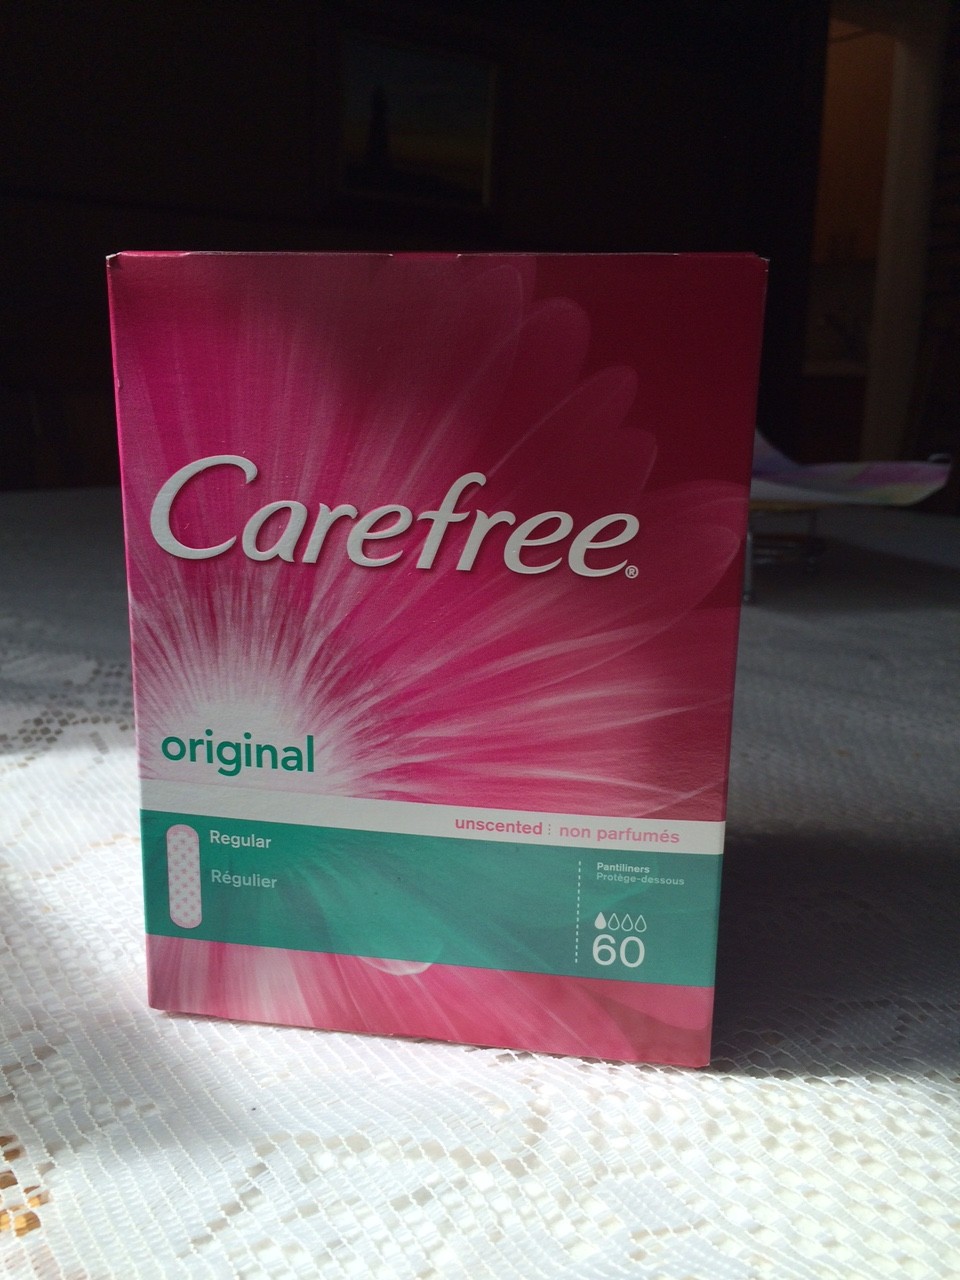 Carefree®
original
unscented ⋮ non parfumés
Regular
Régulier
Pantiliners
Protège-dessous
60